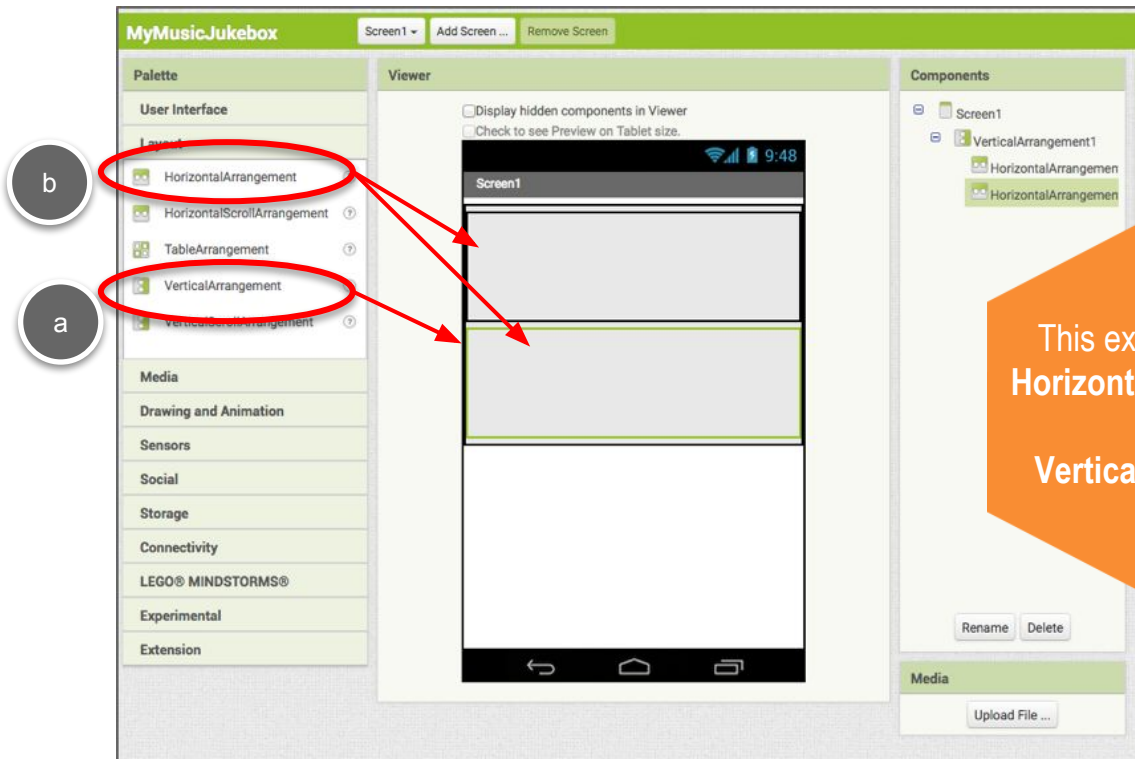 MyMusicJukebox
Screen1
Add Screen ...
Remove Screen
Palette
Viewer
Components
User Interface
Layout
b
HorizontalArrangement
HorizontalScrollArrangement
TableArrangement
VerticalArrangement
a
VerticalScrollArrangement
Media
Drawing and Animation
Sensors
Social
Storage
Connectivity
LEGO® MINDSTORMS®
Experimental
Extension
Display hidden components in Viewer
Check to see Preview on Tablet size.
9:48
Screen1
Screen1
VerticalArrangement1
HorizontalArrangemen
HorizontalArrangemen
This ex
Horizont
Vertica
Rename Delete
Media
Upload File ...